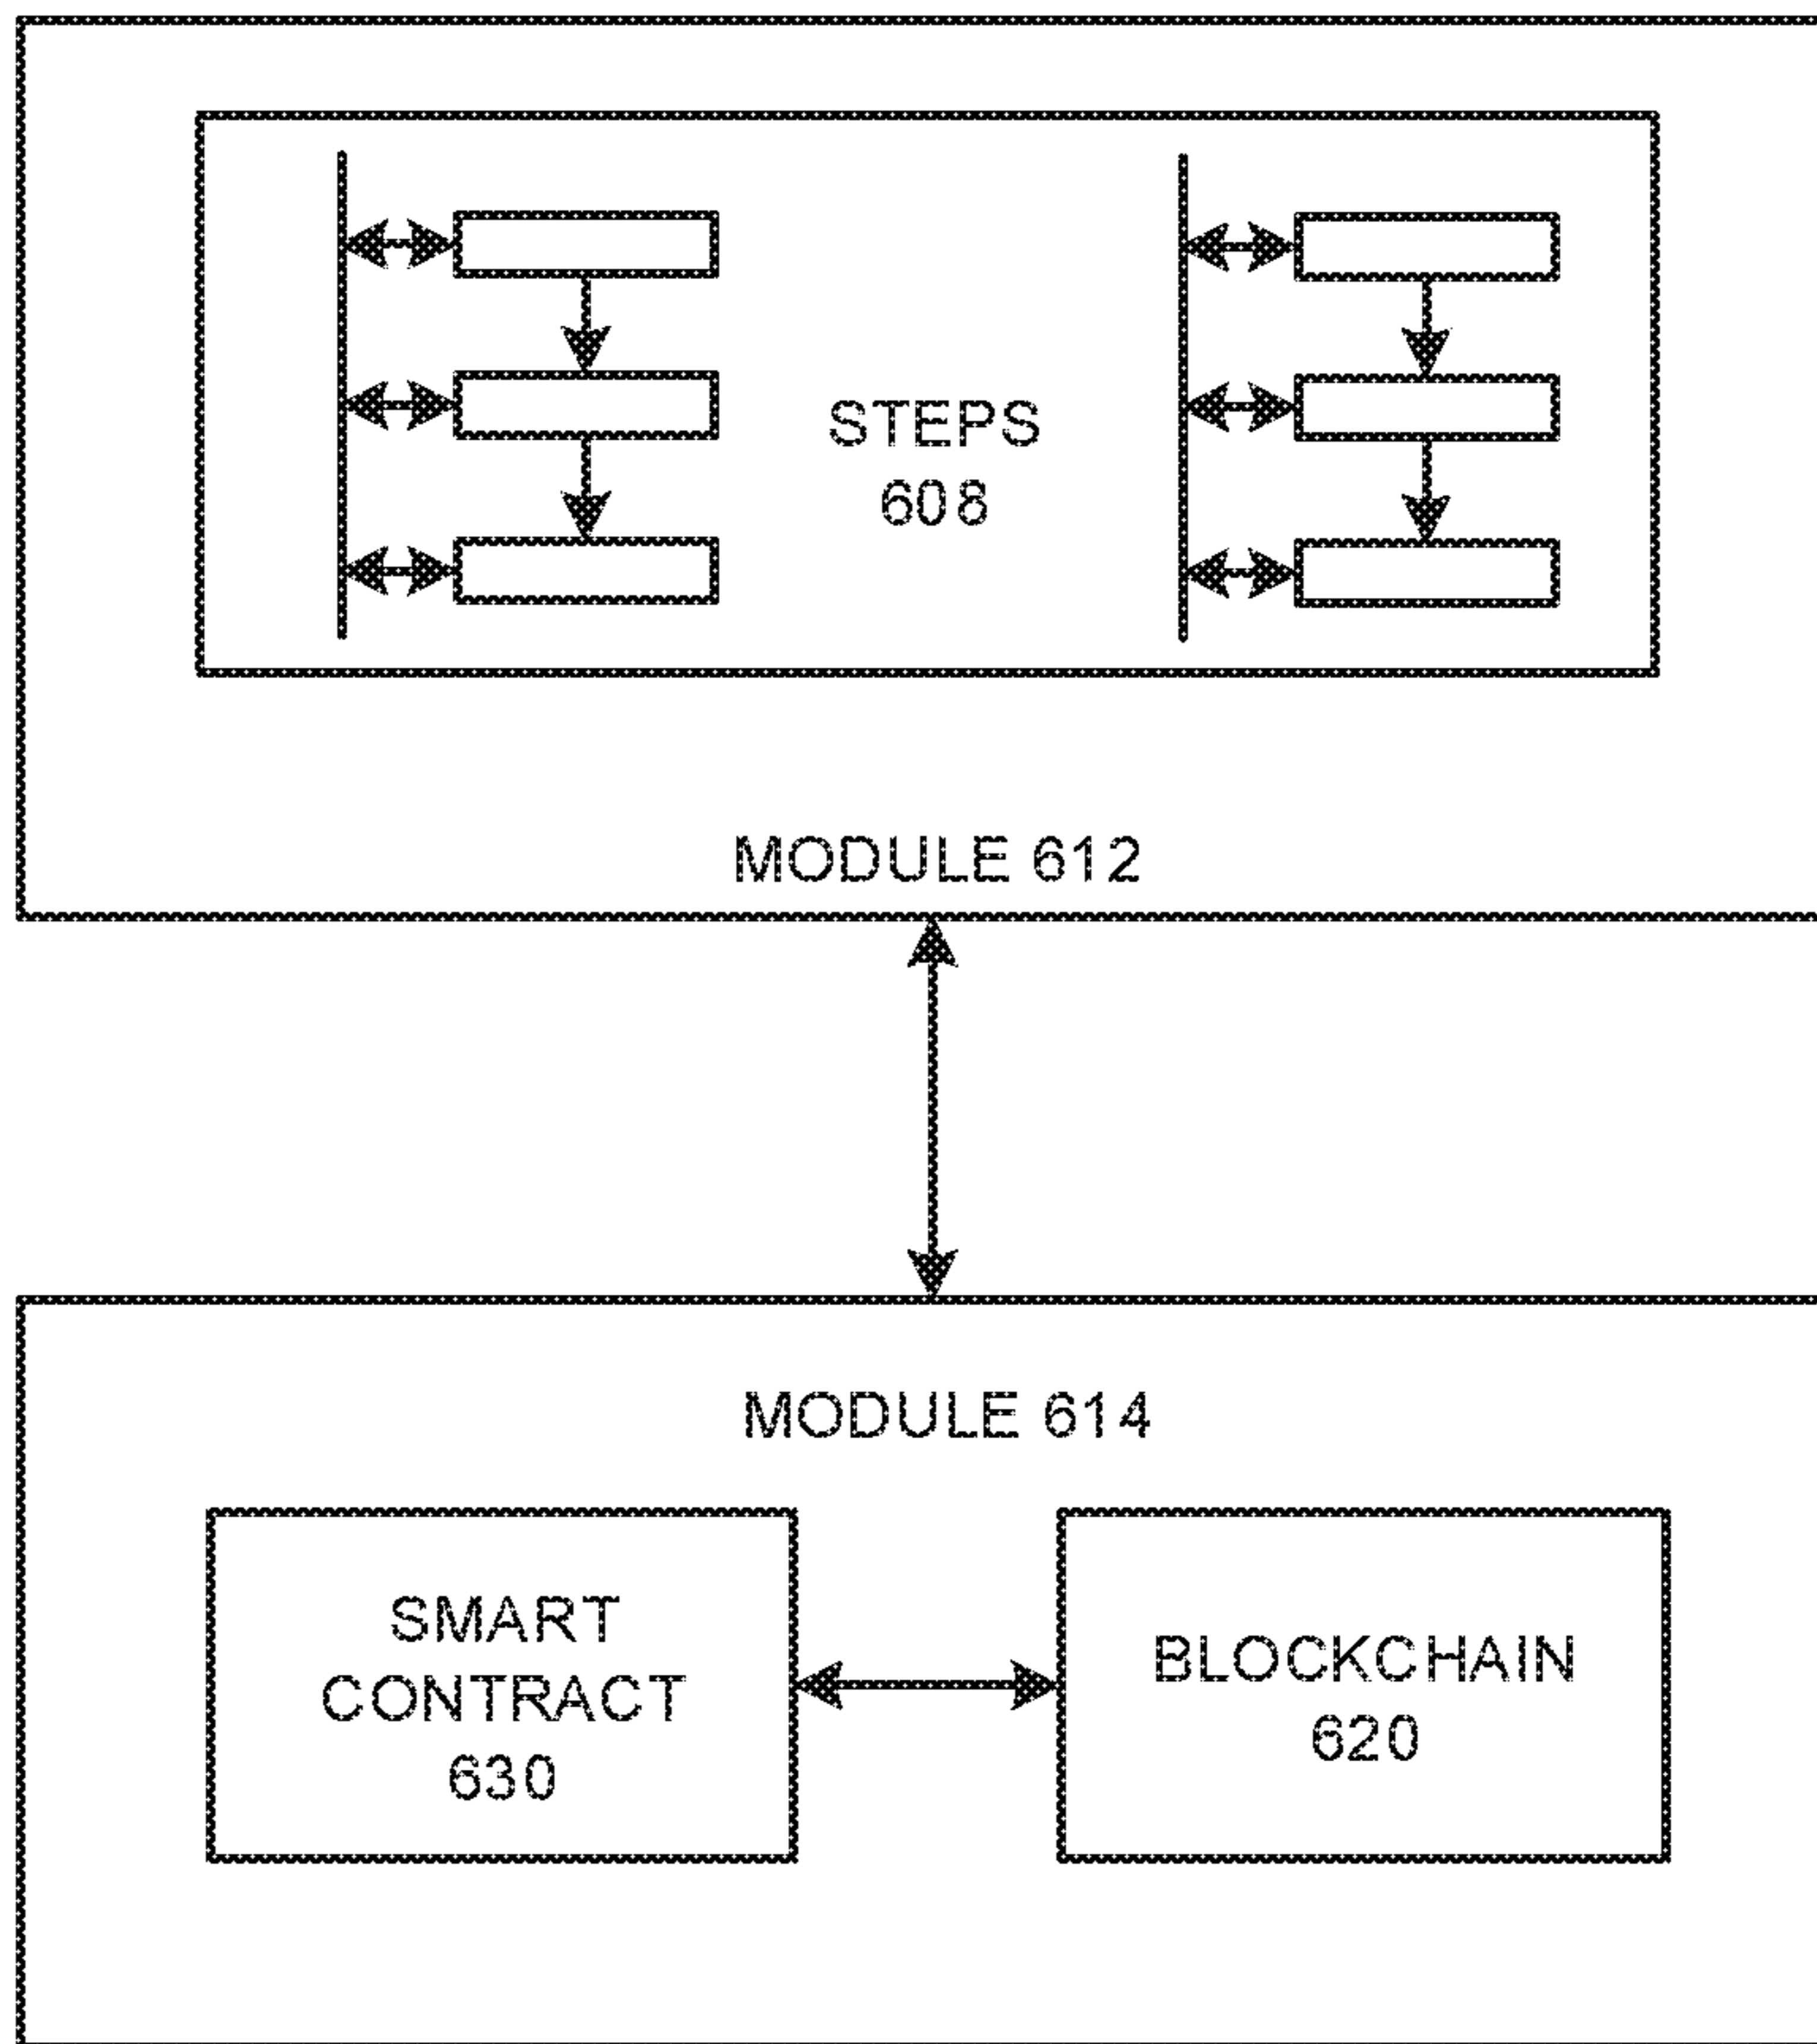 STEPS
608
MODULE 612
MODULE 614
SMART
CONTRACT
630
BLOCKCHAIN
620